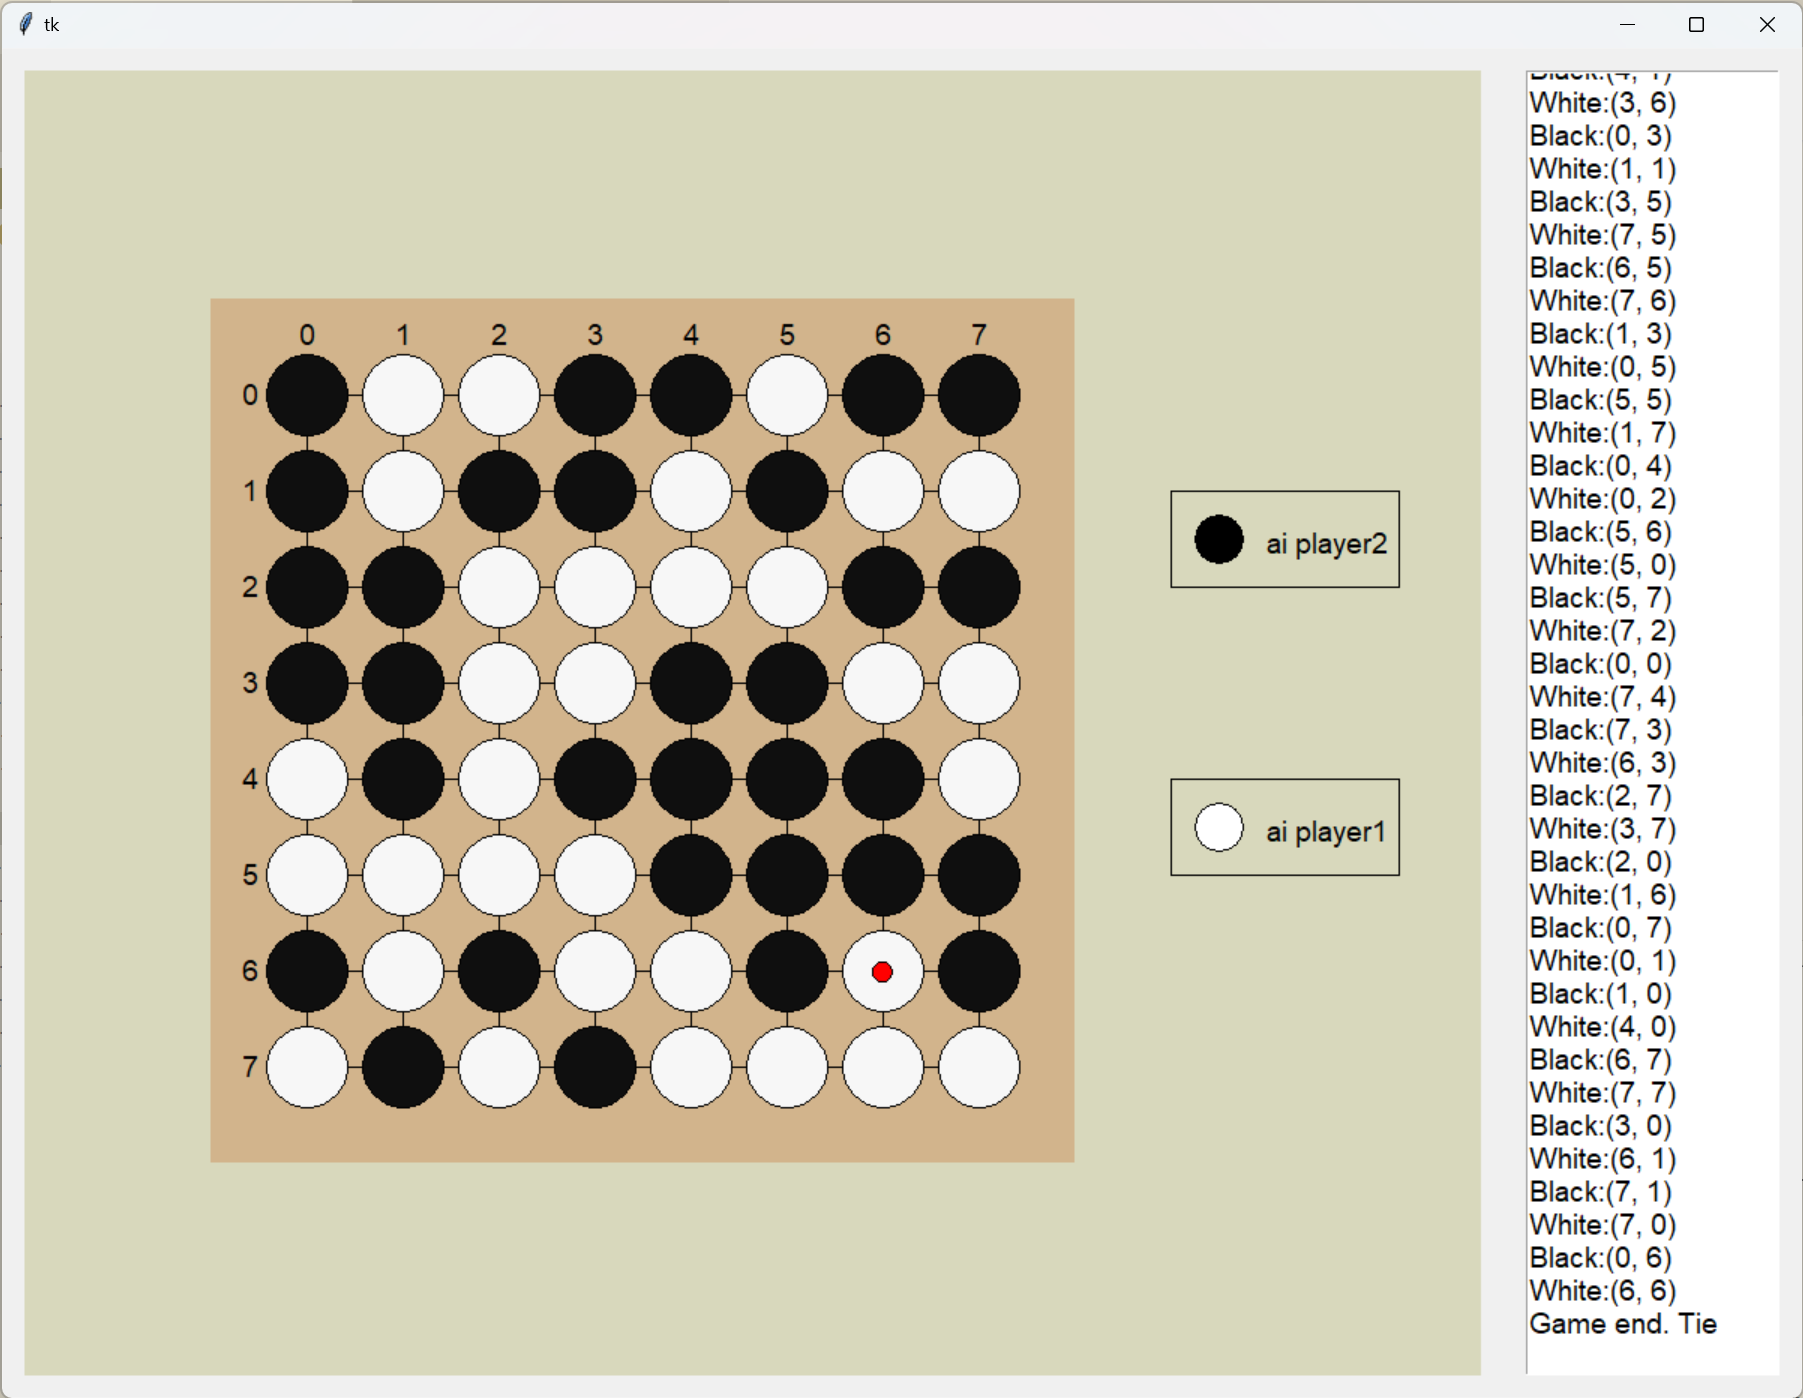 tk
0 1 2 3 4 5 6 7
0
1
2
3
4
5
6
7
ai player2
ai player1
Black:(4, 1)
White:(3, 6)
Black:(0, 3)
White:(1, 1)
Black:(3, 5)
White:(7, 5)
Black:(6, 5)
White:(7, 6)
Black:(1, 3)
White:(0, 5)
Black:(5, 5)
White:(1, 7)
Black:(0, 4)
White:(0, 2)
Black:(5, 6)
White:(5, 0)
Black:(5, 7)
White:(7, 2)
Black:(0, 0)
White:(7, 4)
Black:(7, 3)
White:(6, 3)
Black:(2, 7)
White:(3, 7)
Black:(2, 0)
White:(1, 6)
Black:(0, 7)
White:(0, 1)
Black:(1, 0)
White:(4, 0)
Black:(6, 7)
White:(7, 7)
Black:(3, 0)
White:(6, 1)
Black:(7, 1)
White:(7, 0)
Black:(0, 6)
White:(6, 6)
Game end. Tie